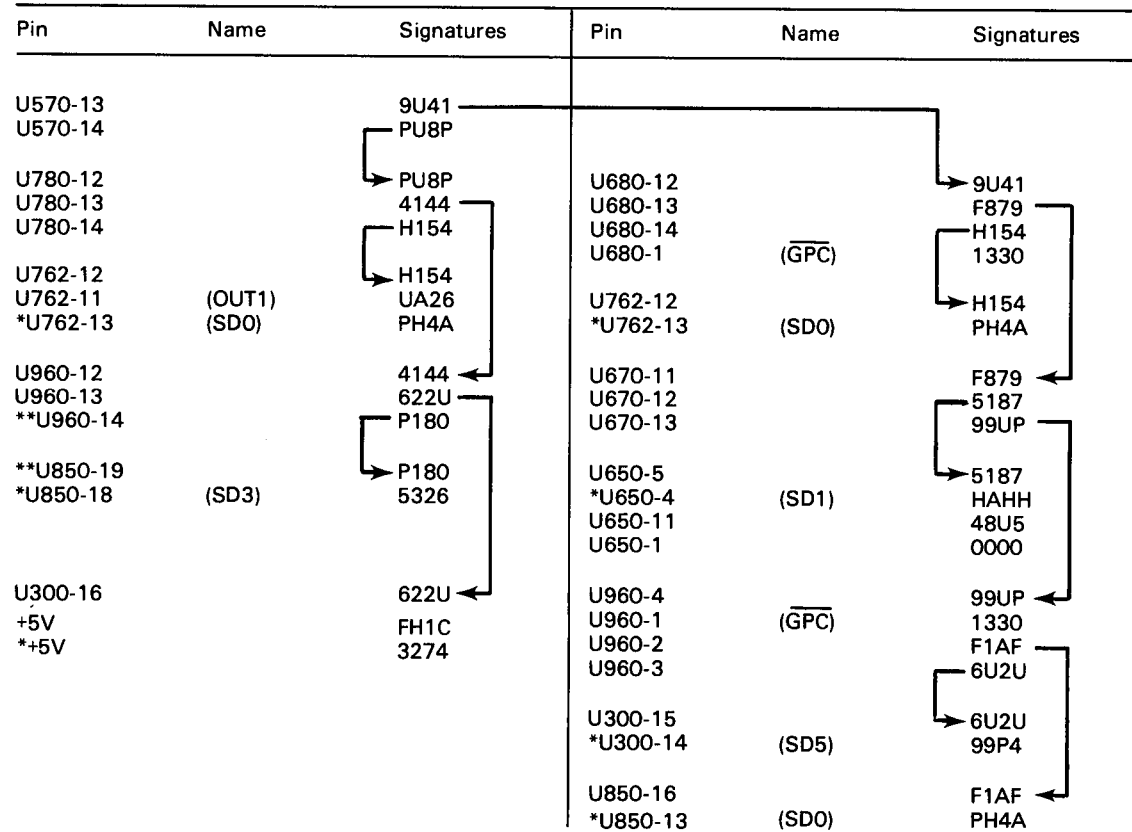 Pin Name Signatures
U570-13 9U41
U570-14 PU8P
U780-12 PU8P
U780-13 4144
U780-14 H154
U762-12 H154
U762-11 (OUT1) UA26
*U762-13 (SD0) PH4A
U960-12 4144
U960-13 622U
**U960-14 P180
**U850-19 P180
*U850-18 (SD3) 5326
U300-16 622U
+5V FH1C
*+5V 3274
Pin Name Signatures
U680-12 9U41
U680-13 F879
U680-14 H154
U680-1 (GPC) 1330
U762-12 H154
*U762-13 (SD0) PH4A
U670-11 F879
U670-12 5187
U670-13 99UP
U650-5 5187
*U650-4 (SD1) HAHH
U650-11 48U5
U650-1 0000
U960-4 99UP
U960-1 (GPC) 1330
U960-2 F1AF
U960-3 6U2U
U300-15 6U2U
*U300-14 (SD5) 99P4
U850-16 F1AF
*U850-13 (SD0) PH4A